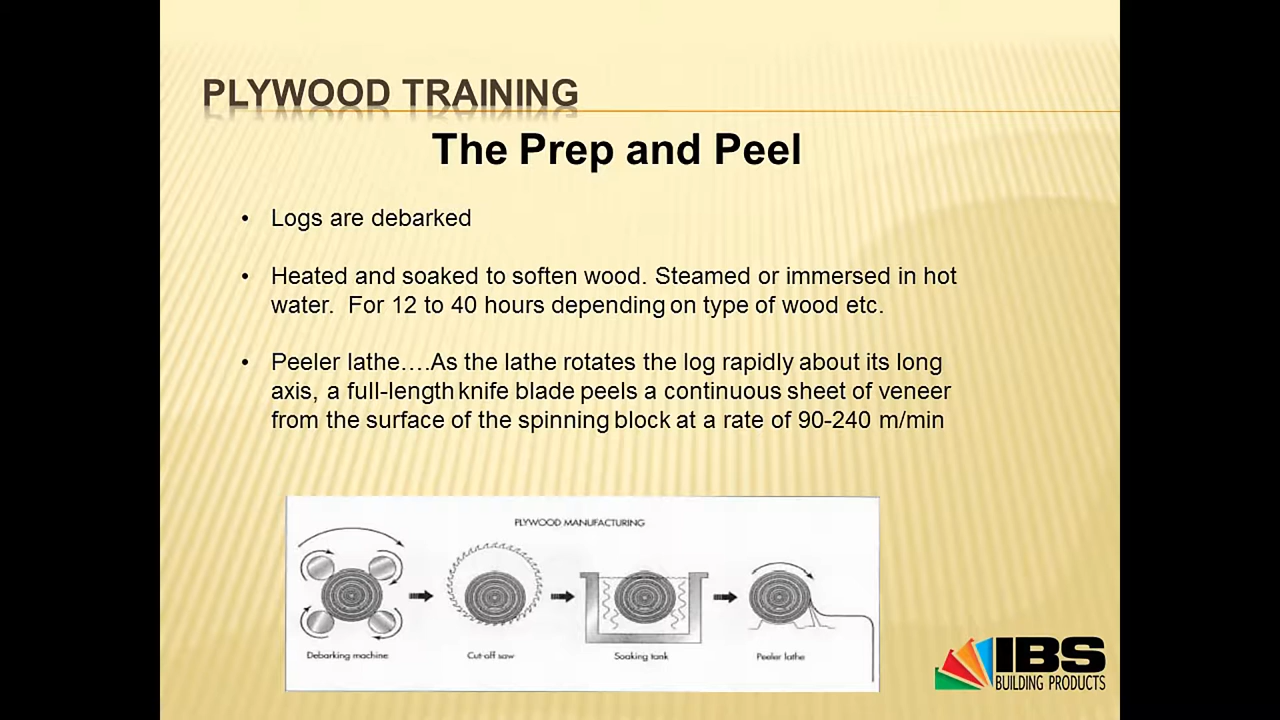 PLYWOOD TRAINING
The Prep and Peel
• Logs are debarked
• Heated and soaked to soften wood. Steamed or immersed in hot
water. For 12 to 40 hours depending on type of wood etc.
• Peeler lathe….As the lathe rotates the log rapidly about its long
axis, a full-length knife blade peels a continuous sheet of veneer
from the surface of the spinning block at a rate of 90-240 m/min
PLYWOOD MANUFACTURING
Debarking machine
Cut-off saw
Soaking tank
Peeler lathe
IBS
BUILDING PRODUCTS